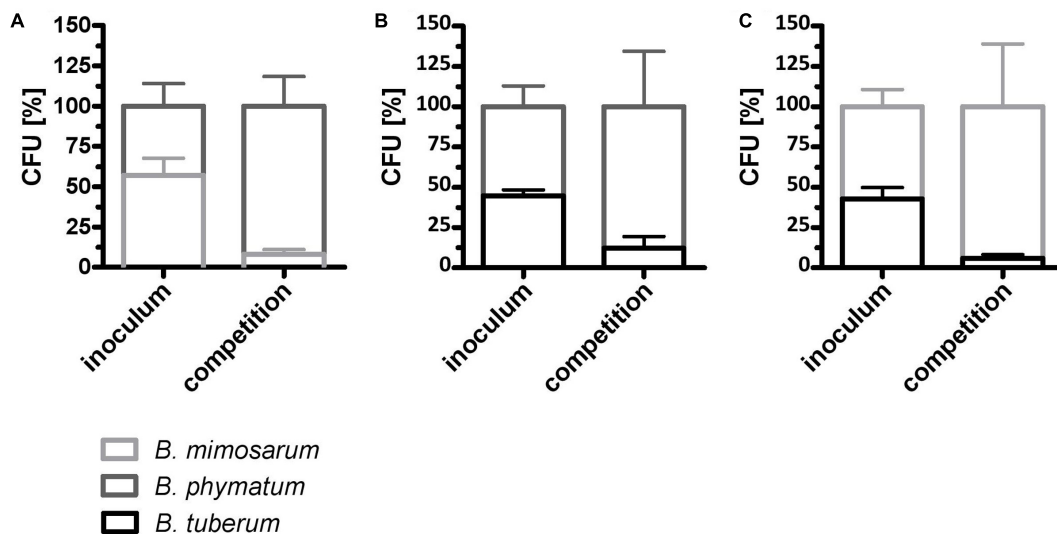 A
B
C
CFU [%]
150
125
100
75
50
25
0
inoculum
competition
CFU [%]
150
125
100
75
50
25
0
inoculum
competition
CFU [%]
150
125
100
75
50
25
0
inoculum
competition
B. mimosarum
B. phymatum
B. tuberum